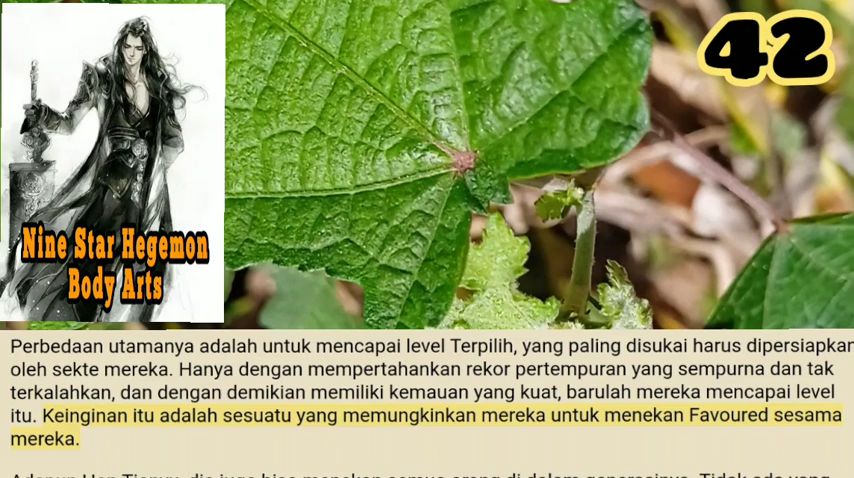 42
Nine Star Hegemon
Body Arts
Perbedaan utamanya adalah untuk mencapai level Terpilih, yang paling disukai harus dipersiapkan
oleh sekte mereka. Hanya dengan mempertahankan rekor pertempuran yang sempurna dan tak
terkalahkan, dan dengan demikian memiliki kemauan yang kuat, barulah mereka mencapai level
itu. Keinginan itu adalah sesuatu yang memungkinkan mereka untuk menekan Favoured sesama
mereka.